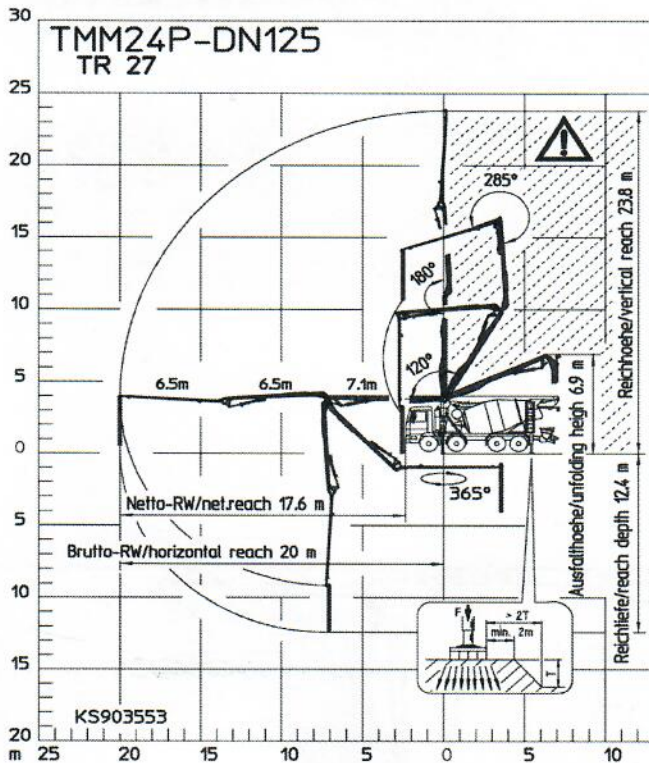 30
TMM24P-DN125
TR 27
25
20
285°
15
180°
10
120°
6.5m 6.5m 7.1m
5
0
365°
Netto-RW/net.reach 17.6 m
5
Brutto-RW/horizontal reach 20 m
10
F
> 2T
min. 2m
T
15
KS903553
20
m 25 20 15 10 5 0 5 10
Reichhoehe/vertical reach 23.8 m
Ausfalthoehe/unfolding heigh 6.9 m
Reichtiefe/reach depth 12.4 m